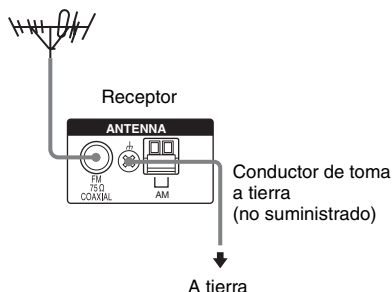 Receptor
ANTENNA
FM
75Ω
COAXIAL
AM
Conductor de toma
a tierra
(no suministrado)
A tierra